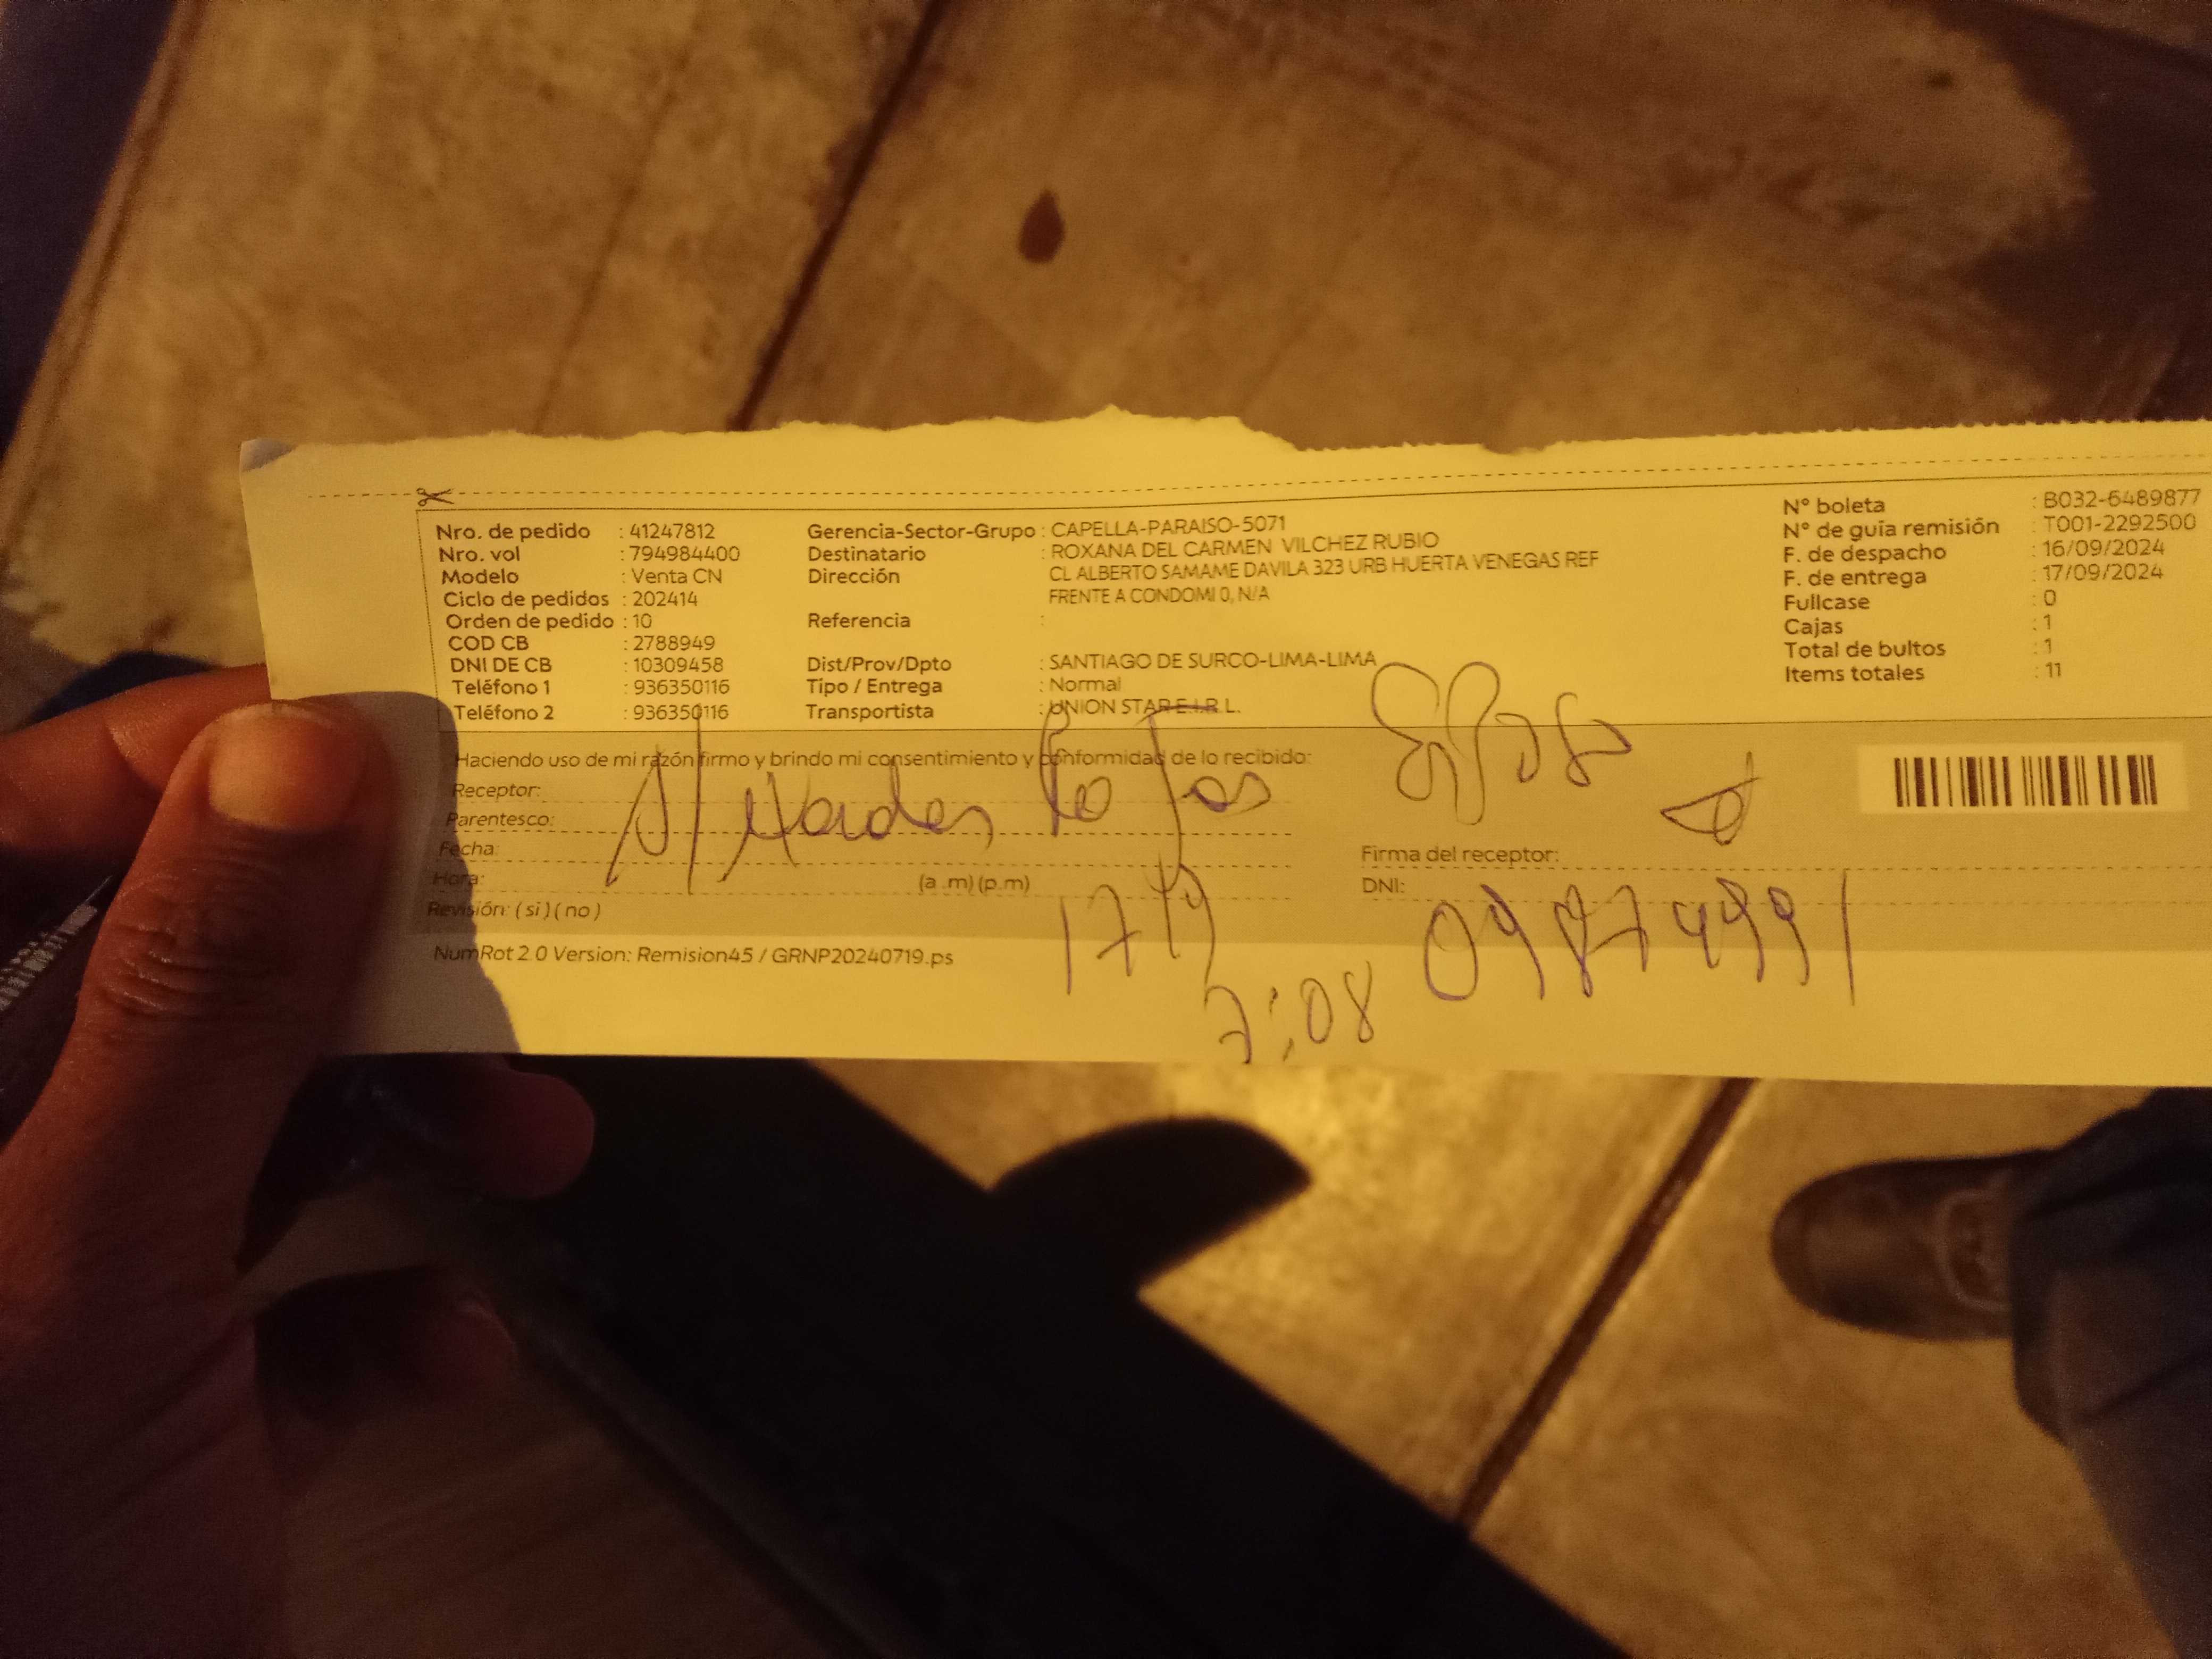 Nro. de pedido : 41247812
Nro. vol : 794984400
Modelo : Venta CN
Ciclo de pedidos : 202414
Orden de pedido : 10
COD CB : 2788949
DNI DE CB : 10309458
Teléfono 1 : 936350116
Teléfono 2 : 936350116
Gerencia-Sector-Grupo : CAPELLA-PARAISO-5071
Destinatario : ROXANA DEL CARMEN VILCHEZ RUBIO
Dirección CL ALBERTO SAMAME DAVILA 323 URB HUERTA VENEGAS REF
FRENTE A CONDOMI 0, N/A
Referencia :
Dist/Prov/Dpto : SANTIAGO DE SURCO-LIMA-LIMA
Tipo / Entrega : Normal
Transportista : UNION STAR E.I.R.L.
N° boleta : B032-6489877
N° de guía remisión : T001-2292500
F. de despacho : 16/09/2024
F. de entrega : 17/09/2024
Fullcase : 0
Cajas : 1
Total de bultos : 1
Items totales : 11
Haciendo uso de mi razón firmo y brindo mi consentimiento y conformidad de lo recibido:
Receptor:
Parentesco:
Rojas
Fecha:
Hora: (a.m) (p.m)
17/9
Revisión: ( si ) ( no )
7:08
Firma del receptor:
DNI: 09874991
NumRot 2.0 Version: Remision45 / GRNP20240719.ps